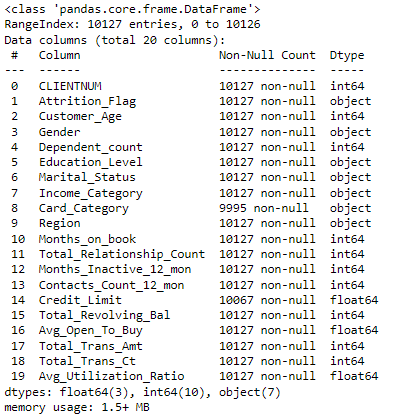 <class 'pandas.core.frame.DataFrame'>
RangeIndex: 10127 entries, 0 to 10126
Data columns (total 20 columns):
 #   Column                    Non-Null Count  Dtype
---  ------                    --------------  -----
 0   CLIENTNUM                 10127 non-null  int64
 1   Attrition_Flag            10127 non-null  object
 2   Customer_Age              10127 non-null  int64
 3   Gender                    10127 non-null  object
 4   Dependent_count           10127 non-null  int64
 5   Education_Level           10127 non-null  object
 6   Marital_Status            10127 non-null  object
 7   Income_Category           10127 non-null  object
 8   Card_Category             9995 non-null   object
 9   Region                    10127 non-null  object
 10  Months_on_book            10127 non-null  int64
 11  Total_Relationship_Count  10127 non-null  int64
 12  Months_Inactive_12_mon    10127 non-null  int64
 13  Contacts_Count_12_mon     10127 non-null  int64
 14  Credit_Limit              10067 non-null  float64
 15  Total_Revolving_Bal       10127 non-null  int64
 16  Avg_Open_To_Buy           10127 non-null  float64
 17  Total_Trans_Amt           10127 non-null  int64
 18  Total_Trans_Ct            10127 non-null  int64
 19  Avg_Utilization_Ratio     10127 non-null  float64
dtypes: float64(3), int64(10), object(7)
memory usage: 1.5+ MB